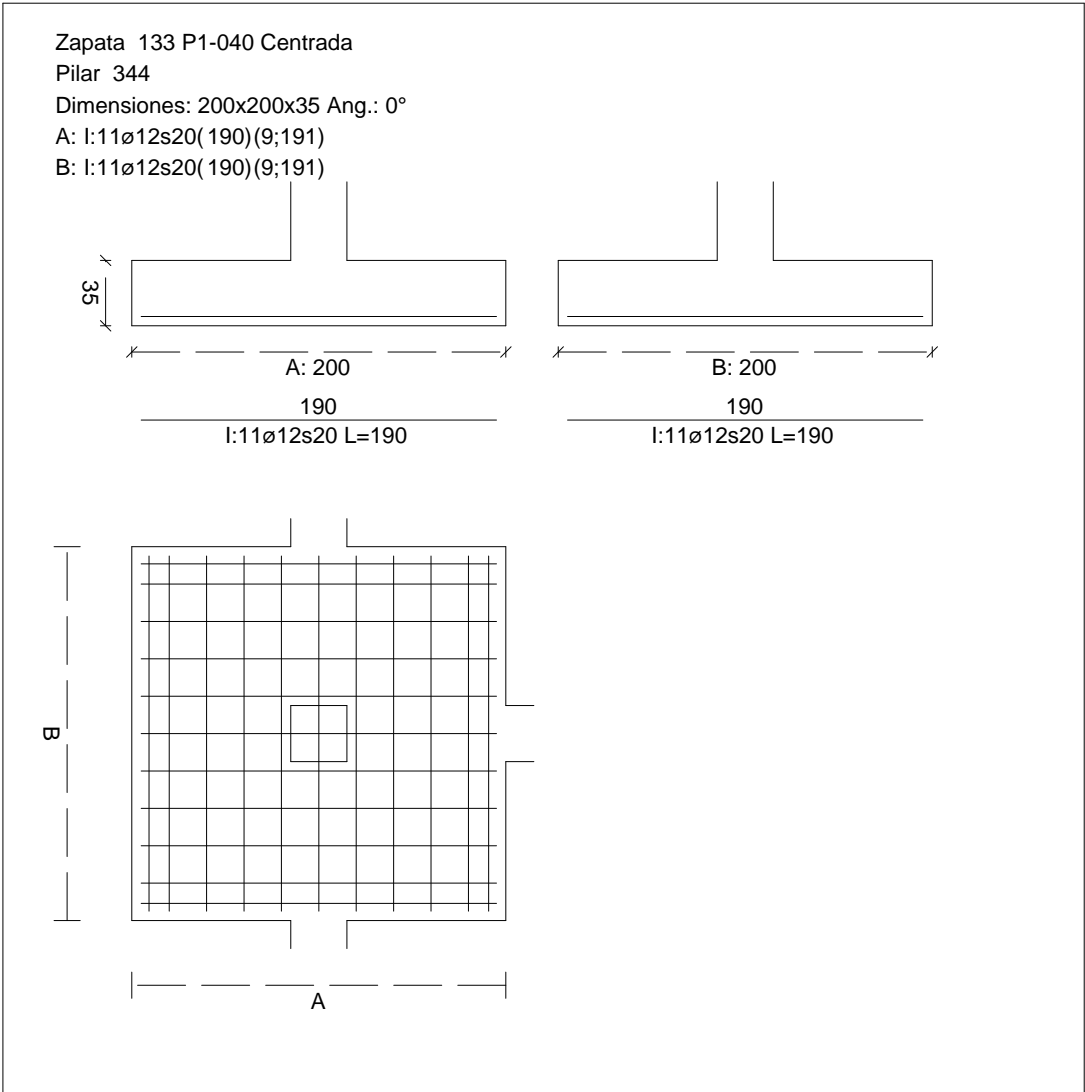 Zapata 133 P1-040 Centrada
Pilar 344
Dimensiones: 200x200x35 Ang.: 0°
A: I:11ø12s20(190)(9;191)
B: I:11ø12s20(190)(9;191)
35
A: 200
B: 200
190
190
I:11ø12s20 L=190
I:11ø12s20 L=190
B
A